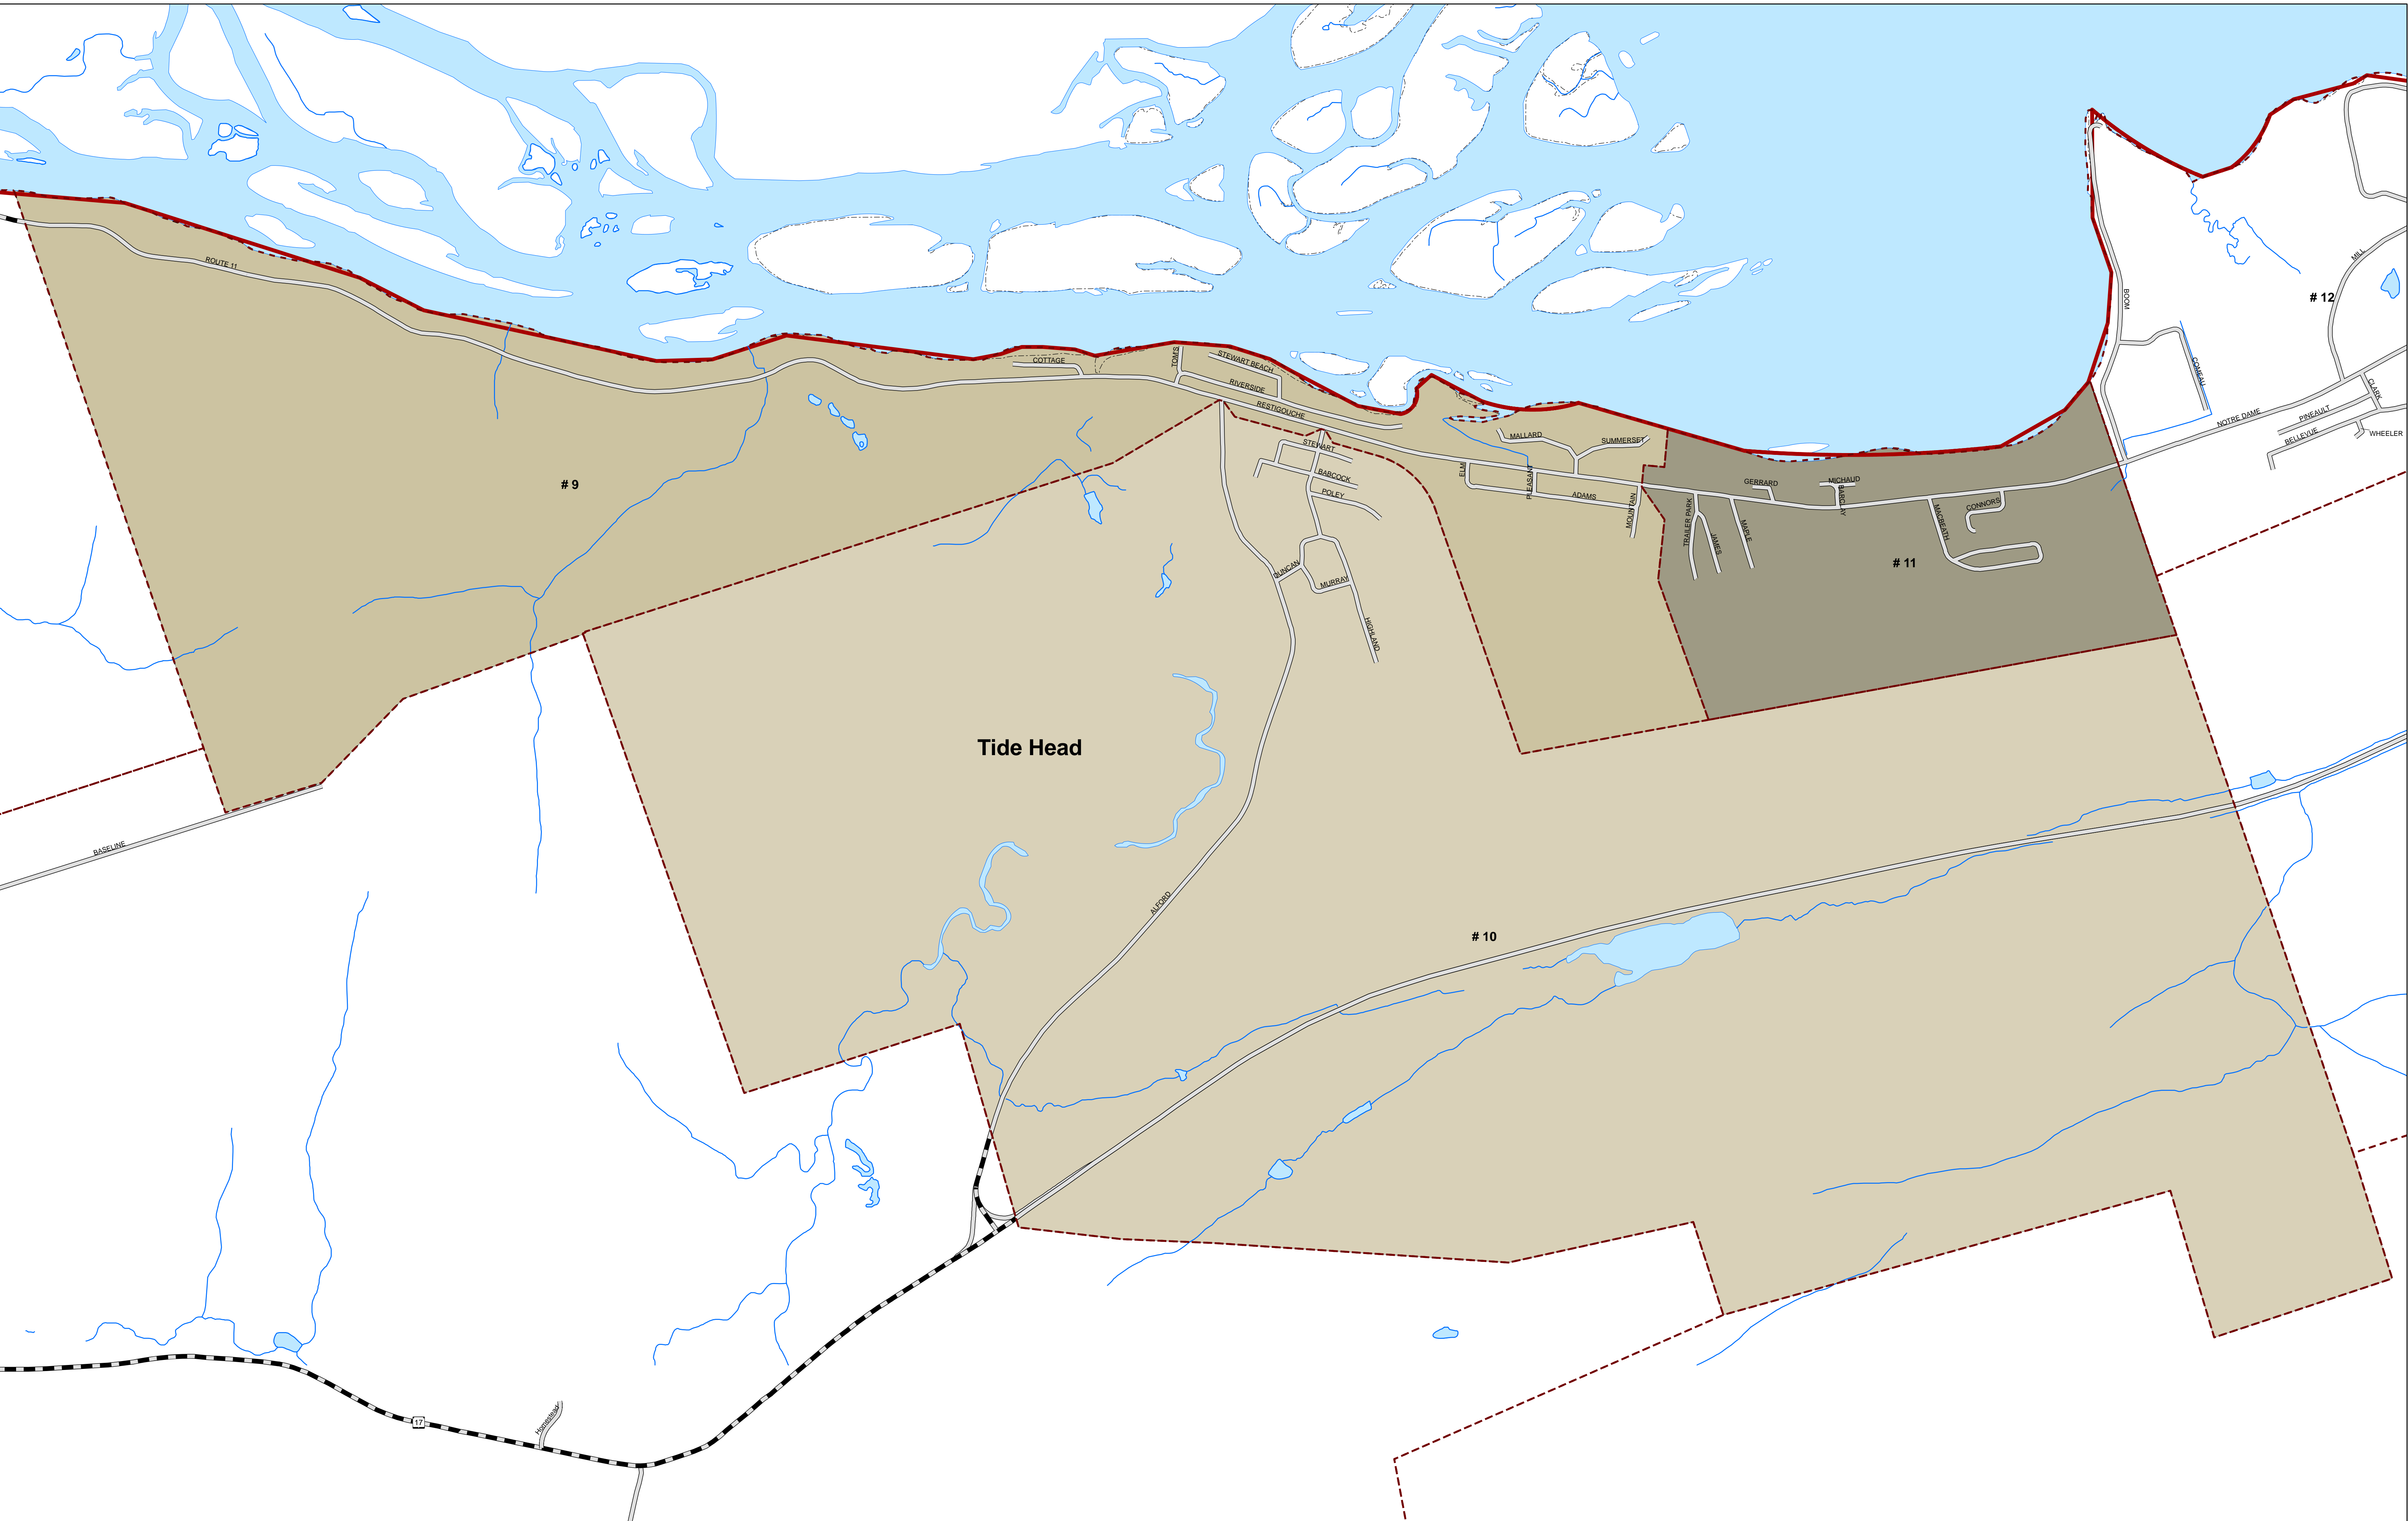 ROUTE 11
COTTAGE
TOM'S
STEWART BEACH
RIVERSIDE
RESTIGOUCHE
STEWART
BABCOCK
POLEY
DUNCAN
MURRAY
HIGHLAND
MALLARD
SUMMERSET
ELM
PLEASANT
ADAMS
MOUNTAIN
TRAILER PARK
JAMES
MAPLE
GERRARD
MICHAUD
BARCLAY
MACBEATH
CONNORS
BOOM
COMEAU
MILL
# 12
CLARK
NOTRE DAME
PINEAULT
BELLEVUE
WHEELER
# 9
# 11
Tide Head
BASELINE
ALFORD
# 10
17
Homestead